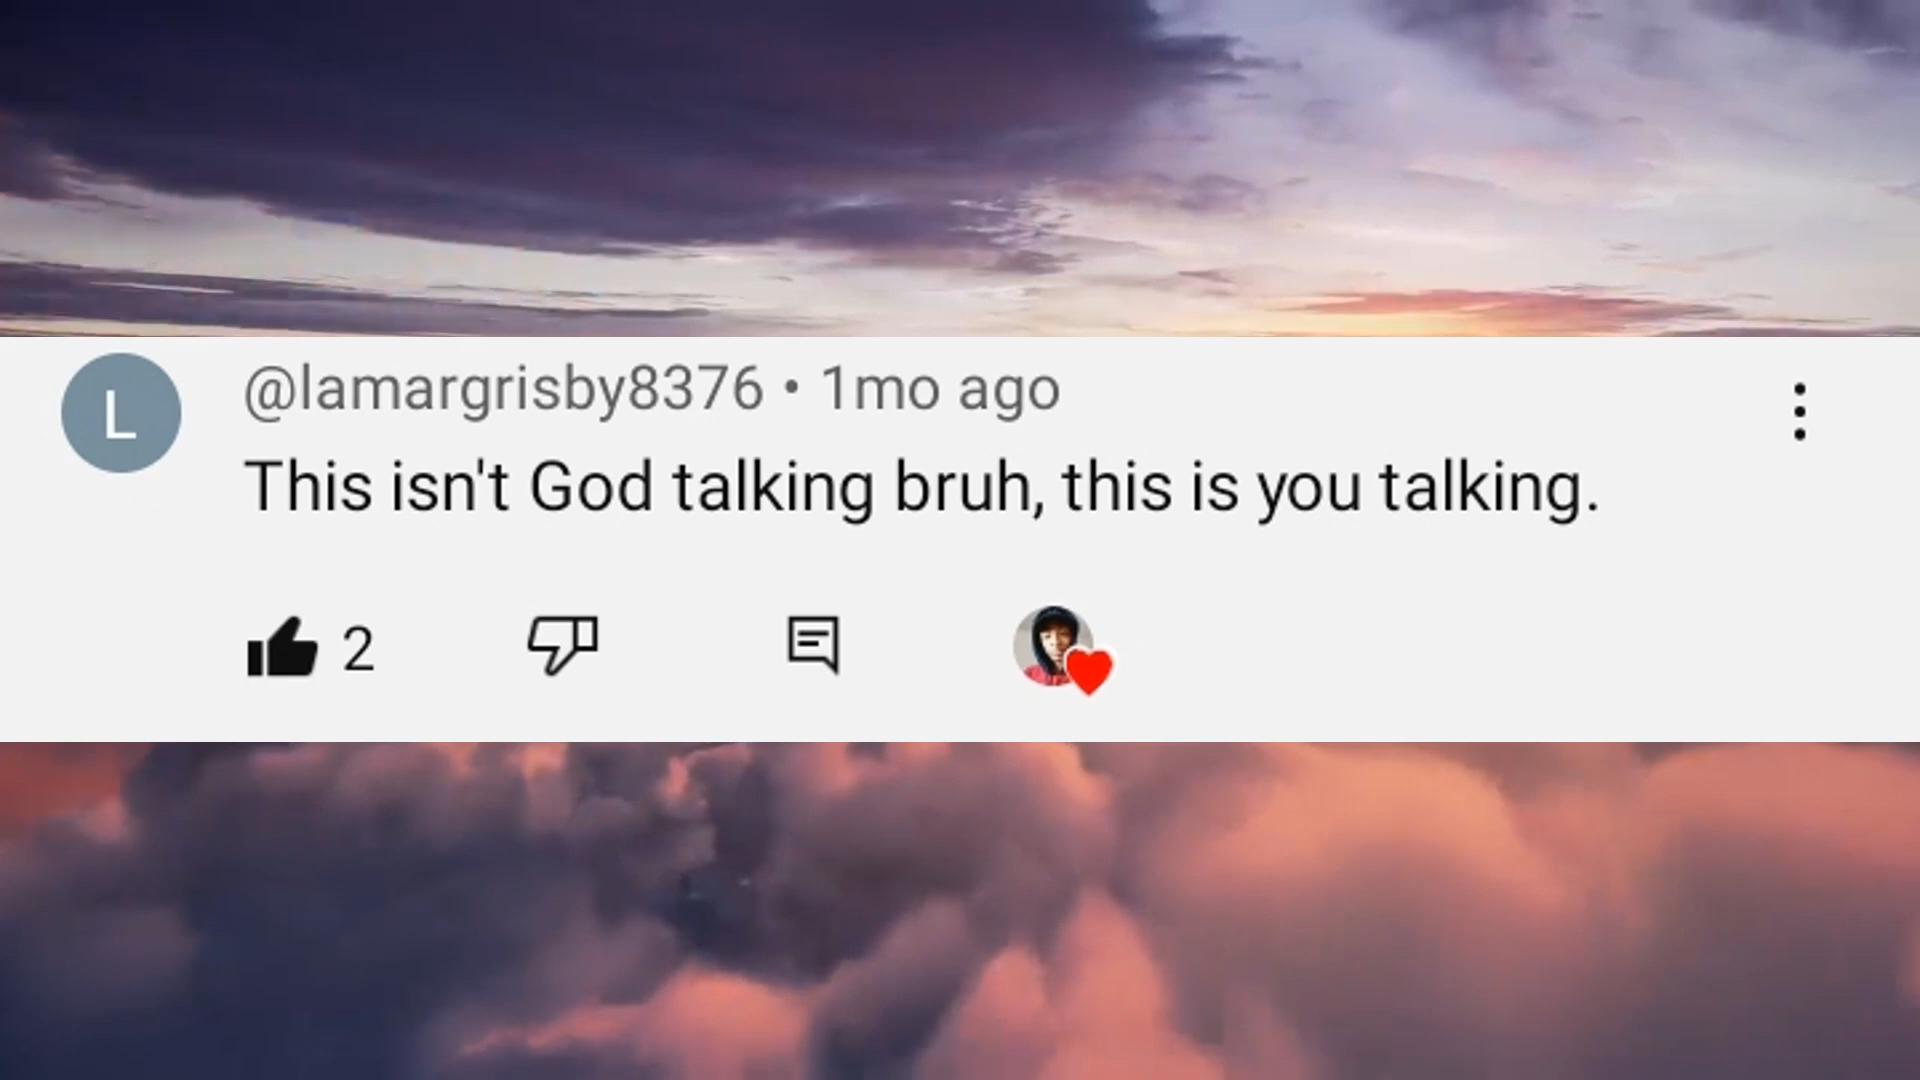 L
@lamargrisby8376 • 1mo ago
This isn't God talking bruh, this is you talking.
2